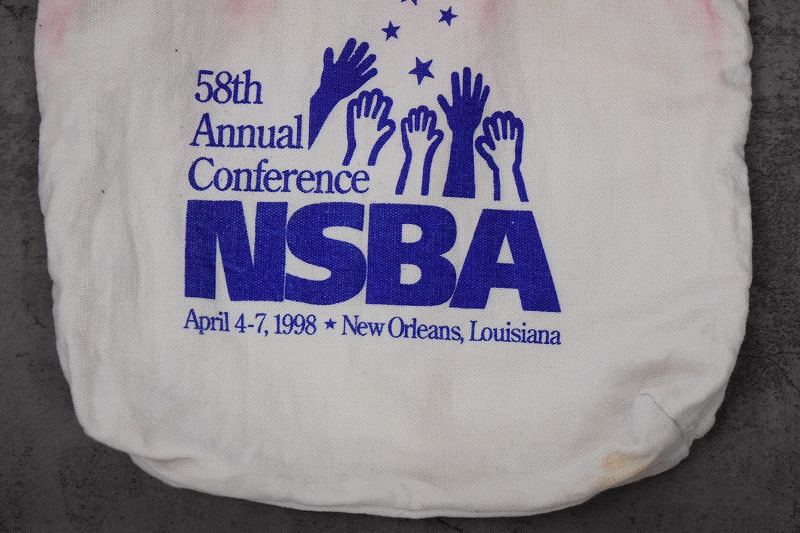 58th
Annual
Conference
NSBA
April 4-7, 1998 ★ New Orleans, Louisiana